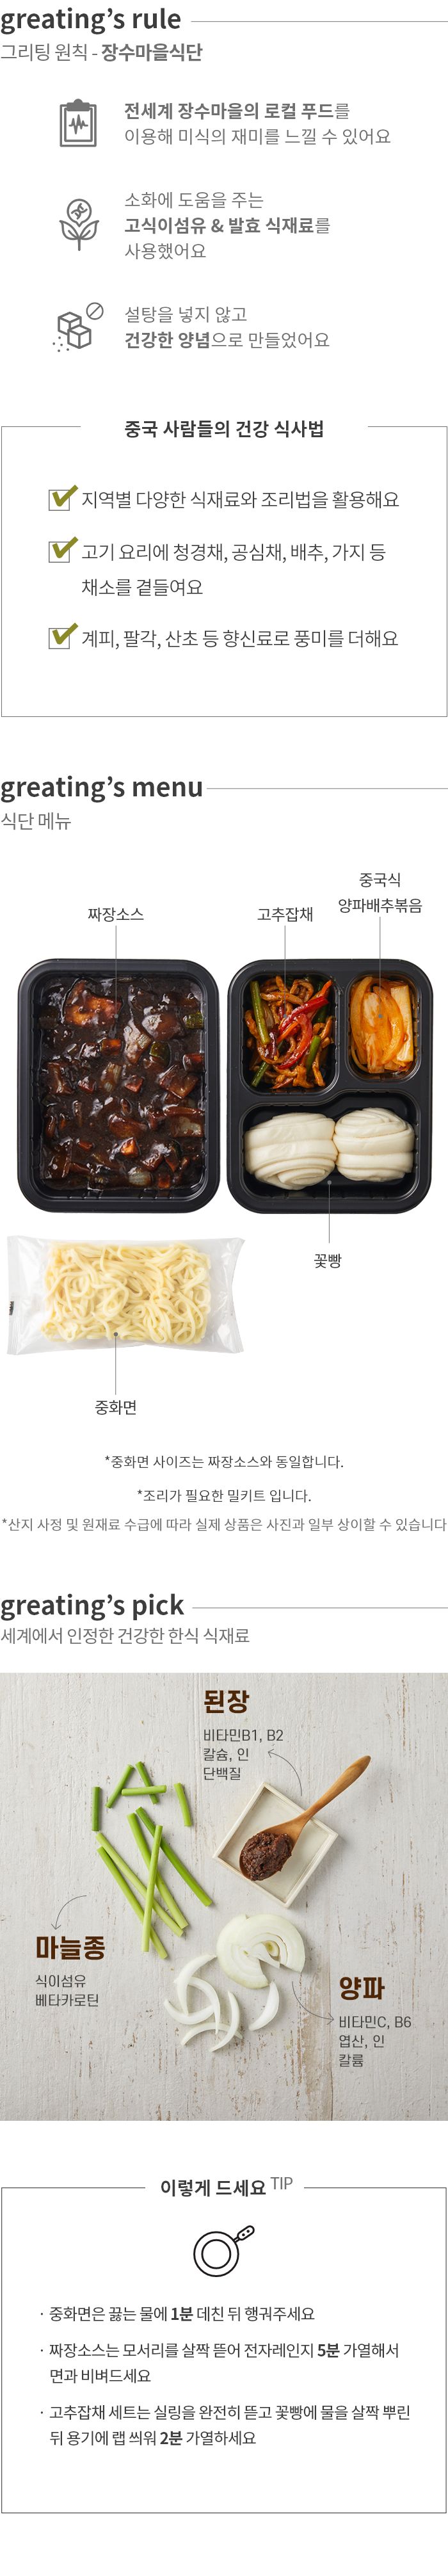 greating’s rule
그리팅 원칙 - 장수마을식단
전세계 장수마을의 로컬 푸드를
이용해 미식의 재미를 느낄 수 있어요
소화에 도움을 주는
고식이섬유 & 발효 식재료를
사용했어요
설탕을 넣지 않고
건강한 양념으로 만들었어요
중국 사람들의 건강 식사법
지역별 다양한 식재료와 조리법을 활용해요
고기 요리에 청경채, 공심채, 배추, 가지 등
채소를 곁들여요
계피, 팔각, 산초 등 향신료로 풍미를 더해요
greating’s menu
식단 메뉴
짜장소스
고추잡채
중국식
양파배추볶음
꽃빵
중화면
*중화면 사이즈는 짜장소스와 동일합니다.
*조리가 필요한 밀키트 입니다.
*산지 사정 및 원재료 수급에 따라 실제 상품은 사진과 일부 상이할 수 있습니다
greating’s pick
세계에서 인정한 건강한 한식 식재료
된장
비타민B1, B2
칼슘, 인
단백질
마늘종
식이섬유
베타카로틴
양파
비타민C, B6
엽산, 인
칼륨
이렇게 드세요 TIP
· 중화면은 끓는 물에 1분 데친 뒤 헹궈주세요
· 짜장소스는 모서리를 살짝 뜯어 전자레인지 5분 가열해서
면과 비벼드세요
· 고추잡채 세트는 실링을 완전히 뜯고 꽃빵에 물을 살짝 뿌린
뒤 용기에 랩 씌워 2분 가열하세요